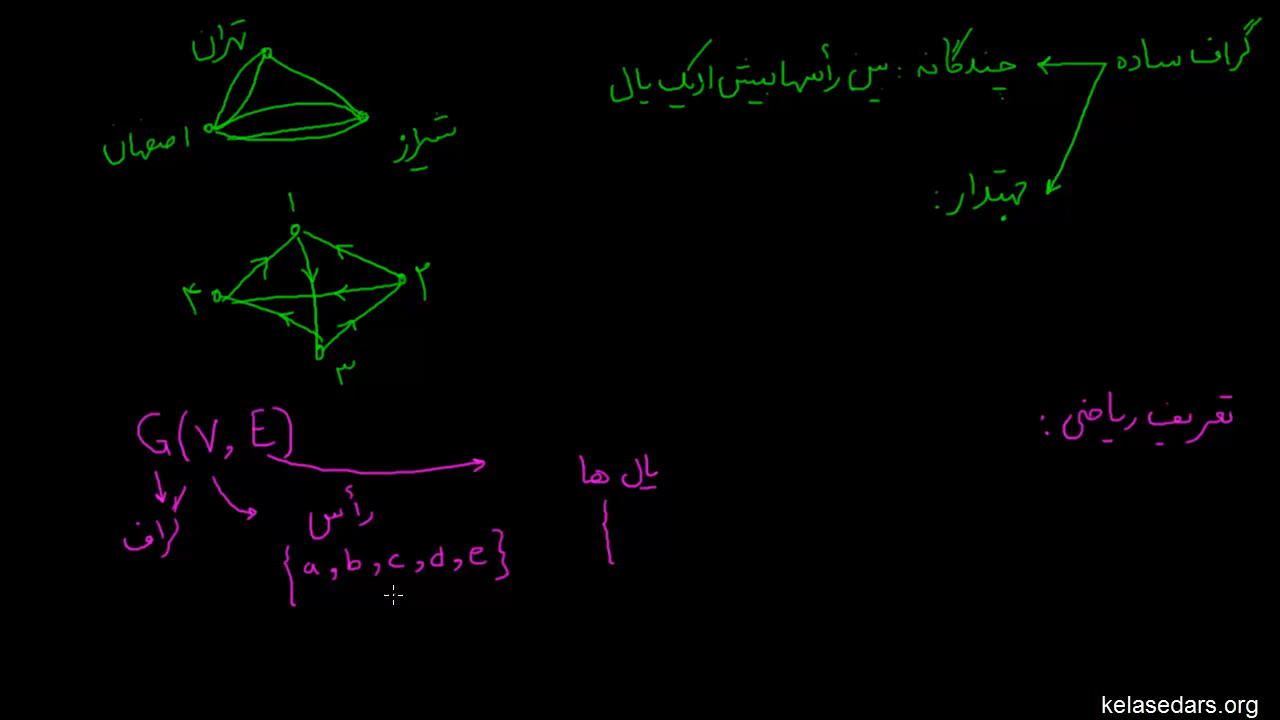 گراف ساده
چندگانه : بین رأسها بیش از یک یال
جهتدار :
تهران
اصفهان
شیراز
۱
۲
۴
۳
تعریف ریاضی :
G(V, E)
یال ها
{
رأس
گراف
{a, b, c, d, e}
kelasedars.org